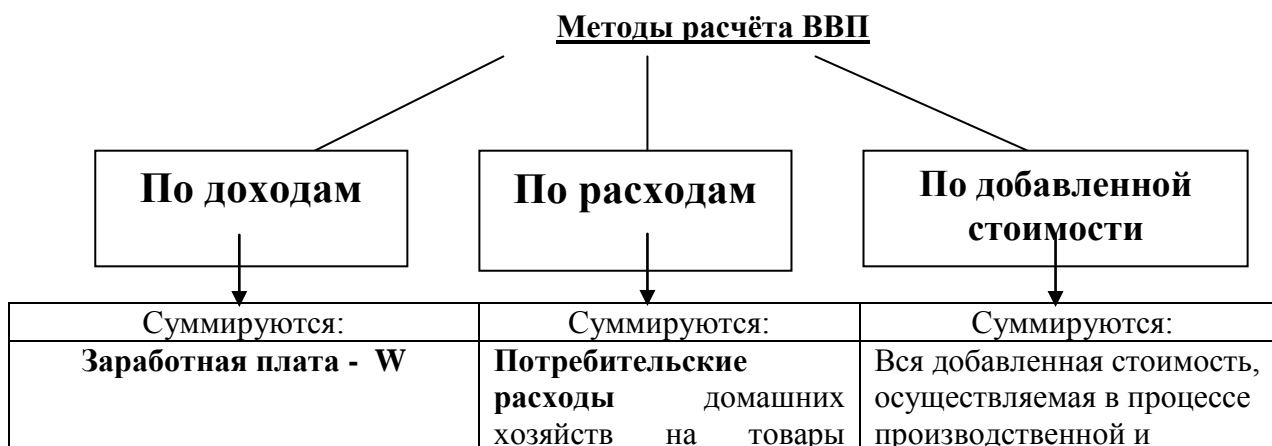 Методы расчёта ВВП
По доходам
По расходам
По добавленной
стоимости
Суммируются:
Заработная плата - W
Суммируются:
Потребительские
расходы домашних
хозяйств на товары
Суммируются:
Вся добавленная стоимость,
осуществляемая в процессе
производственной и